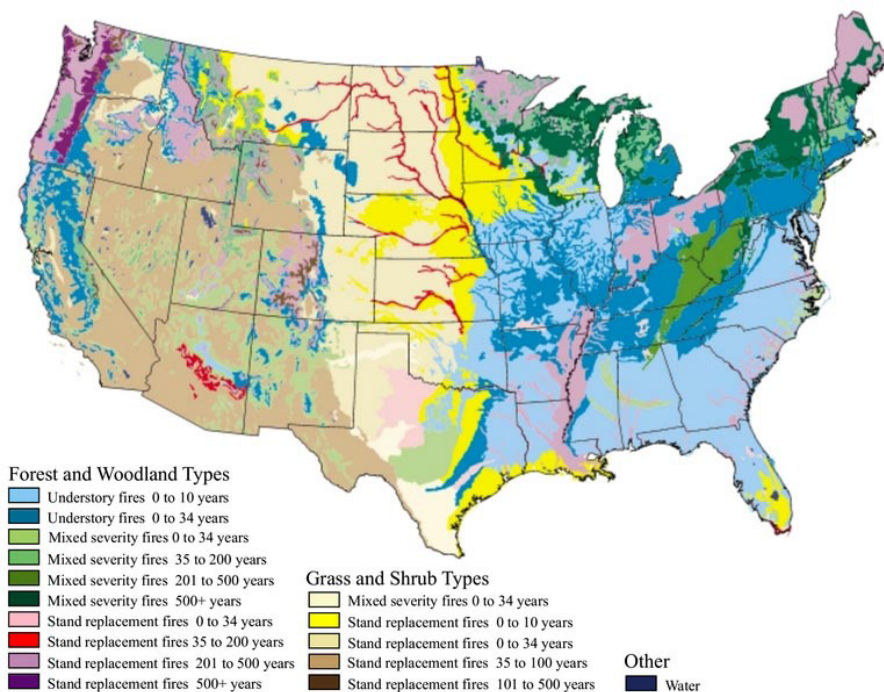 Forest and Woodland Types
Understory fires 0 to 10 years
Understory fires 0 to 34 years
Mixed severity fires 0 to 34 years
Mixed severity fires 35 to 200 years
Mixed severity fires 201 to 500 years
Mixed severity fires 500+ years
Stand replacement fires 0 to 34 years
Stand replacement fires 35 to 200 years
Stand replacement fires 201 to 500 years
Stand replacement fires 500+ years
Grass and Shrub Types
Mixed severity fires 0 to 34 years
Stand replacement fires 0 to 10 years
Stand replacement fires 0 to 34 years
Stand replacement fires 35 to 100 years
Stand replacement fires 101 to 500 years
Other
Water